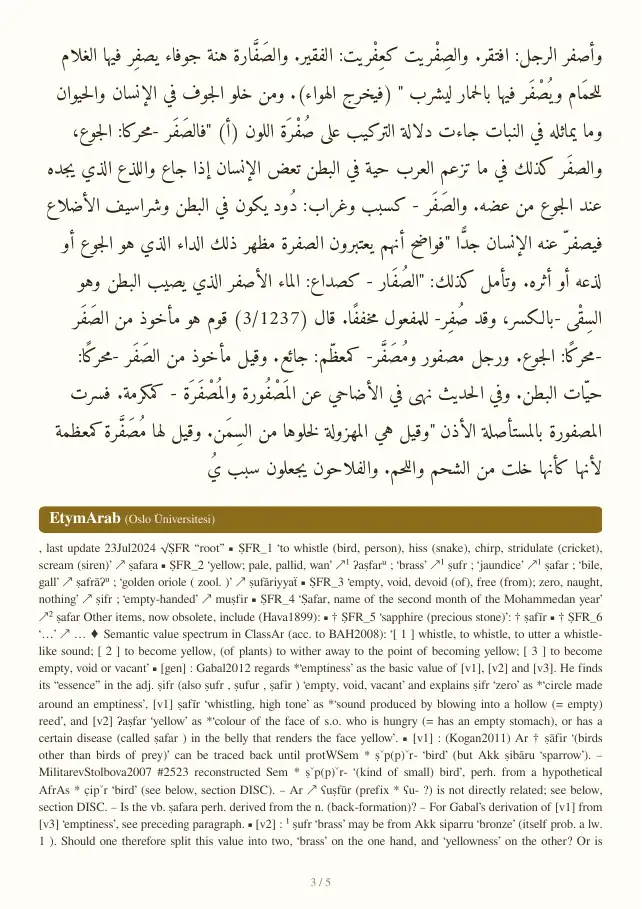 وأصفر الرجل: افتقر. والصِفْريت كعِفْريت: الفقير. والصَفَّارة هنة جوفاء يصفِر فيها الغلام
للحمَام ويُصْفَر فيها بالحمار ليشرب " (فيخرج الهواء). ومن خلو الجوف في الإنسان والحيوان
وما يماثله في النبات جاءت دلالة التركيب على صُفْرَة اللون (أ) "فالصَفَر -محركا: الجوع،
والصفَر كذلك في ما تزعم العرب حية في البطن تعض الإنسان إذا جاع واللذع الذي يجده
عند الجوع من عضه. والصَفَر - كسبب وغراب: دُود يكون في البطن وشراسيف الأضلاع
فيصفرّ عنه الإنسان جدًّا "فواضح أنهم يعتبرون الصفرة مظهر ذلك الداء الذي هو الجوع أو
لذعه أو أثره. وتأمل كذلك: "الصُفَار - كصداع: الماء الأصفر الذي يصيب البطن وهو
السِقْى -بالكسر، وقد صُفِر- للمفعول مخففًا. قال (3/1237) قوم هو مأخوذ من الصَفَر
-محركًا: الجوع. ورجل مصفور ومُصَفَّر- كمعظّم: جائع. وقيل مأخوذ من الصَفَر -محركًا:
حيّات البطن. وفي الحديث نهى في الأضاحي عن المَصْفُورة والمُصْفَرَة - كمكرمة. فسرت
المصفورة بالمستأصلة الأذن "وقيل هي المهزولة لخلوها من السِمَن. وقيل لها مُصَفَّرة كمعظمة
لأنها كأنها خلت من الشحم واللحم. والفلاحون يجعلون سبب يُ
EtymArab (Oslo Üniversitesi)
, last update 23Jul2024 √ṢFR “root” ▪ ṢFR_1 ‘to whistle (bird, person), hiss (snake), chirp, stridulate (cricket),
scream (siren)’ ↗ ṣafara ▪ ṢFR_2 ‘yellow; pale, pallid, wan’ ↗¹ ʔaṣfarᵘ ; ‘brass’ ↗¹ ṣufr ; ‘jaundice’ ↗¹ ṣafar ; ‘bile,
gall’ ↗ ṣafrāʔᵘ ; ‘golden oriole ( zool. )’ ↗ ṣufāriyyaẗ ▪ ṢFR_3 ‘empty, void, devoid (of), free (from); zero, naught,
nothing’ ↗ ṣifr ; ‘empty-handed’ ↗ muṣfir ▪ ṢFR_4 ‘Ṣafar, name of the second month of the Mohammedan year’
↗² ṣafar Other items, now obsolete, include (Hava1899): ▪ † ṢFR_5 ‘sapphire (precious stone)’: † ṣafīr ▪ † ṢFR_6
‘…’ ↗ … ♦ Semantic value spectrum in ClassAr (acc. to BAH2008): ‘[ 1 ] whistle, to whistle, to utter a whistle-
like sound; [ 2 ] to become yellow, (of plants) to wither away to the point of becoming yellow; [ 3 ] to become
empty, void or vacant’ ▪ [gen] : Gabal2012 regards *‘emptiness’ as the basic value of [v1], [v2] and [v3]. He finds
its “essence” in the adj. ṣifr (also ṣufr , ṣufur , ṣafir ) ‘empty, void, vacant’ and explains ṣifr ‘zero’ as *‘circle made
around an emptiness’, [v1] ṣafīr ‘whistling, high tone’ as *‘sound produced by blowing into a hollow (= empty)
reed’, and [v2] ʔaṣfar ‘yellow’ as *‘colour of the face of s.o. who is hungry (= has an empty stomach), or has a
certain disease (called ṣafar ) in the belly that renders the face yellow’. ▪ [v1] : (Kogan2011) Ar † ṣāfir ‘(birds
other than birds of prey)’ can be traced back until protWSem * ṣ˅p(p)˅r- ‘bird’ (but Akk ṣibāru ‘sparrow’). –
MilitarevStolbova2007 #2523 reconstructed Sem * ṣ˅p(p)˅r- ‘(kind of small) bird’, perh. from a hypothetical
AfrAs * c̣ip˅r ‘bird’ (see below, section DISC). – Ar ↗ ʕuṣfūr (prefix * ʕu- ?) is not directly related; see below,
section DISC. – Is the vb. ṣafara perh. derived from the n. (back-formation)? – For Gabal’s derivation of [v1] from
[v3] ‘emptiness’, see preceding paragraph. ▪ [v2] : ¹ ṣufr ‘brass’ may be from Akk siparru ‘bronze’ (itself prob. a lw.
1 ). Should one therefore split this value into two, ‘brass’ on the one hand, and ‘yellowness’ on the other? Or is
3 / 5